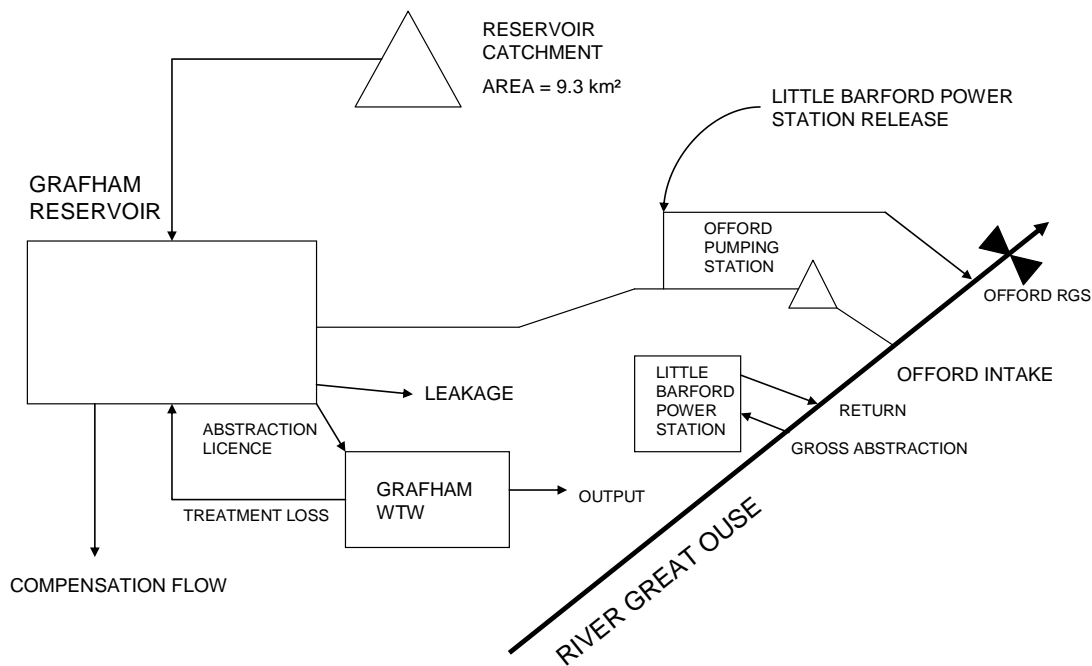 RESERVOIR
CATCHMENT
AREA = 9.3 km²
LITTLE BARFORD POWER
STATION RELEASE
GRAFHAM
RESERVOIR
OFFORD
PUMPING
STATION
OFFORD RGS
OFFORD INTAKE
LITTLE
BARFORD
POWER
STATION
RETURN
GROSS ABSTRACTION
LEAKAGE
ABSTRACTION
LICENCE
GRAFHAM
WTW
OUTPUT
TREATMENT LOSS
COMPENSATION FLOW
RIVER GREAT OUSE